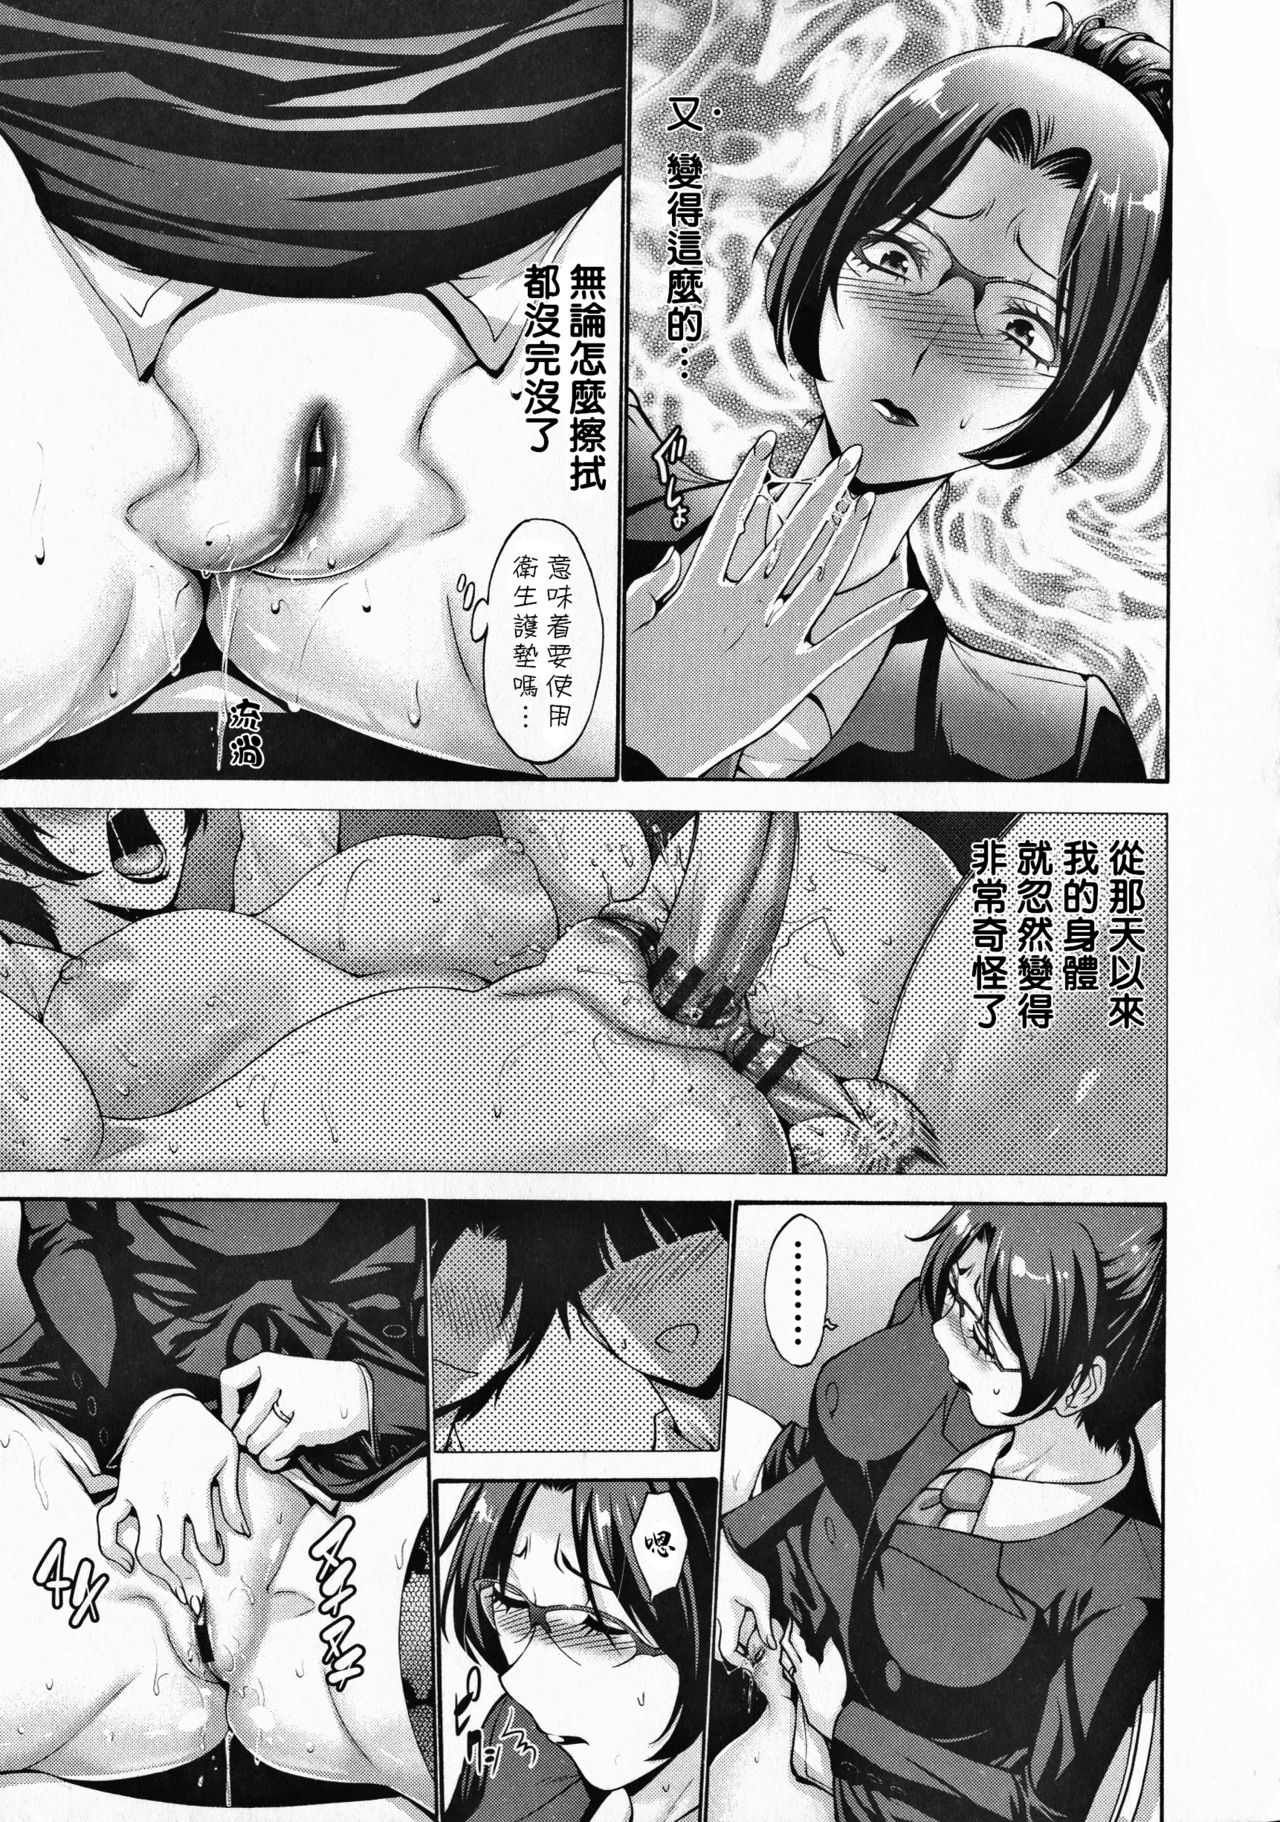 又．
變得這麼的…
無論怎麼擦拭
都沒完沒了
意味着要使用
衛生護墊嗎…
流淌
從那天以來
我的身體
就忽然變得
非常奇怪了
………
嗯